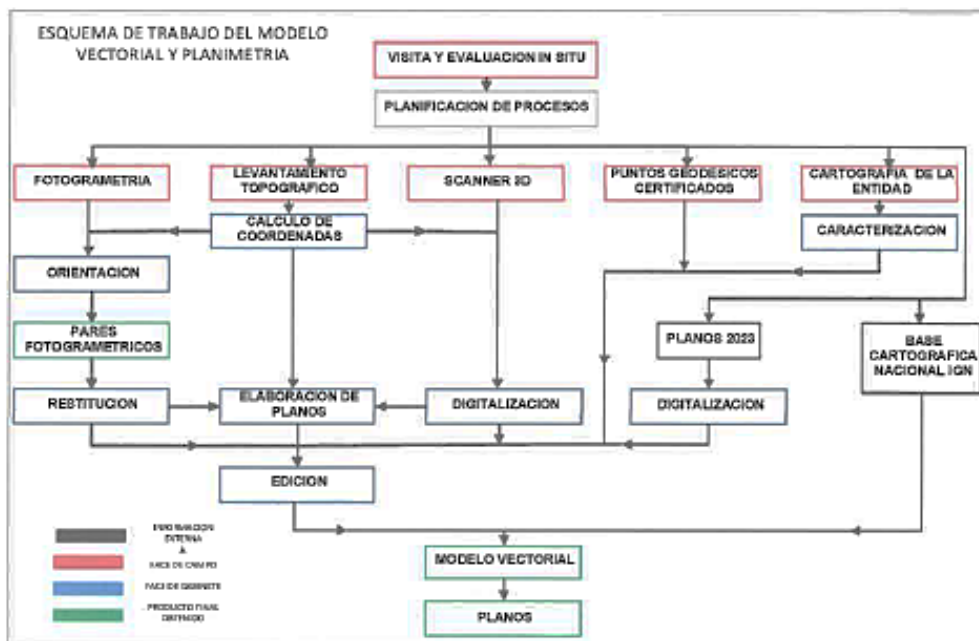 ESQUEMA DE TRABAJO DEL MODELO
VECTORIAL Y PLANIMETRIA
VISITA Y EVALUACION IN SITU
PLANIFICACION DE PROCESOS
FOTOGRAMETRIA
LEVANTAMIENTO
TOPOGRAFICO
SCANNER 3D
PUNTOS GEODESICOS
CERTIFICADOS
CARTOGRAFIA DE LA
ENTIDAD
CALCULO DE
COORDENADAS
CARACTERIZACION
ORIENTACION
PARES
FOTOGRAMETRICOS
PLANOS 2023
BASE
CARTOGRAFICA
NACIONAL IGN
RESTITUCION
ELABORACION DE
PLANOS
DIGITALIZACION
DIGITALIZACION
EDICION
INFORMACION
EXTERNA
DE CAMPO
DE GABINETE
PRODUCTO FINAL
OBTENIDO
MODELO VECTORIAL
PLANOS